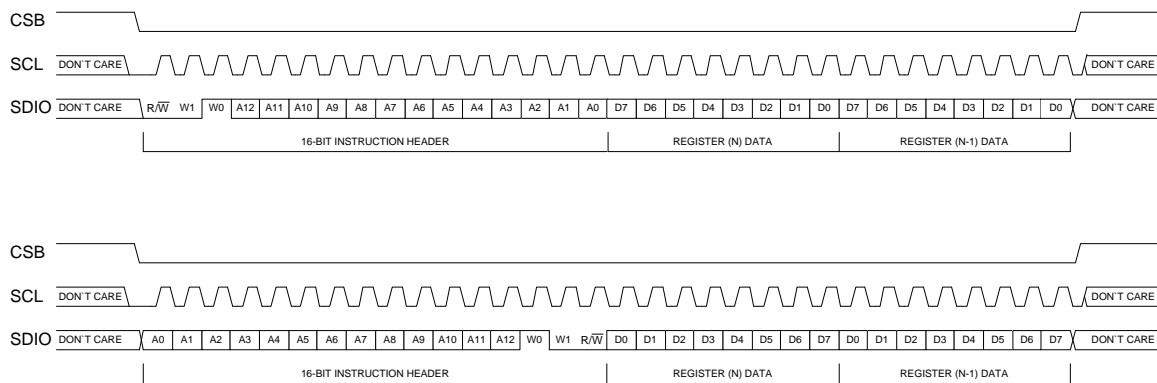 CSB
SCL DON'T CARE DON'T CARE
SDIO DON'T CARE R/W̅ W1 W0 A12 A11 A10 A9 A8 A7 A6 A5 A4 A3 A2 A1 A0 D7 D6 D5 D4 D3 D2 D1 D0 D7 D6 D5 D4 D3 D2 D1 D0 DON'T CARE
16-BIT INSTRUCTION HEADER REGISTER (N) DATA REGISTER (N-1) DATA
CSB
SCL DON'T CARE DON'T CARE
SDIO DON'T CARE A0 A1 A2 A3 A4 A5 A6 A7 A8 A9 A10 A11 A12 W0 W1 R/W̅ D0 D1 D2 D3 D4 D5 D6 D7 D0 D1 D2 D3 D4 D5 D6 D7 DON'T CARE
16-BIT INSTRUCTION HEADER REGISTER (N) DATA REGISTER (N-1) DATA